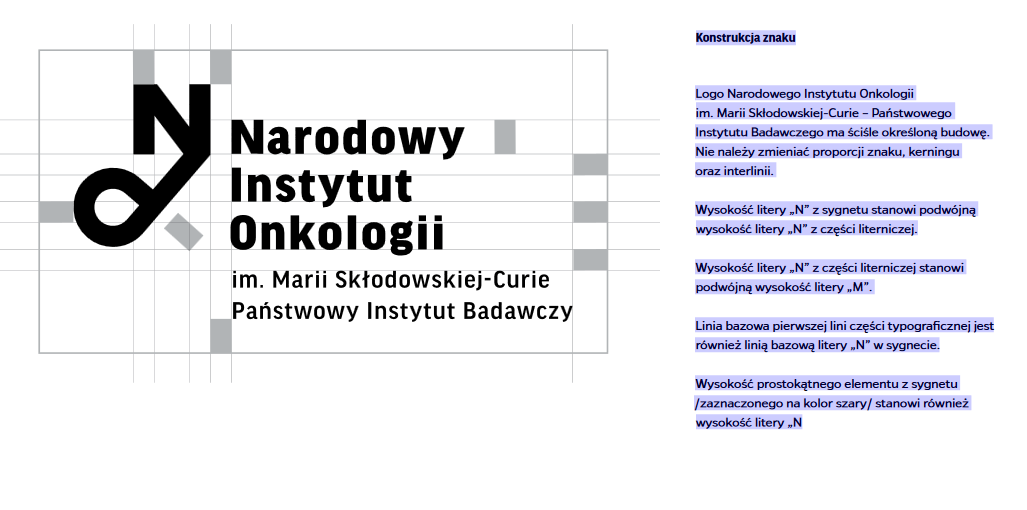 Narodowy
Instytut
Onkologii
im. Marii Skłodowskiej-Curie
Państwowy Instytut Badawczy
Konstrukcja znaku
Logo Narodowego Instytutu Onkologii
im. Marii Skłodowskiej-Curie – Państwowego
Instytutu Badawczego ma ściśle określoną budowę.
Nie należy zmieniać proporcji znaku, kerningu
oraz interlinii.
Wysokość litery „N” z sygnetu stanowi podwójną
wysokość litery „N” z części literniczej.
Wysokość litery „N” z części literniczej stanowi
podwójną wysokość litery „M”.
Linia bazowa pierwszej lini części typograficznej jest
również linią bazową litery „N” w sygnecie.
Wysokość prostokątnego elementu z sygnetu
/zaznaczonego na kolor szary/ stanowi również
wysokość litery „N